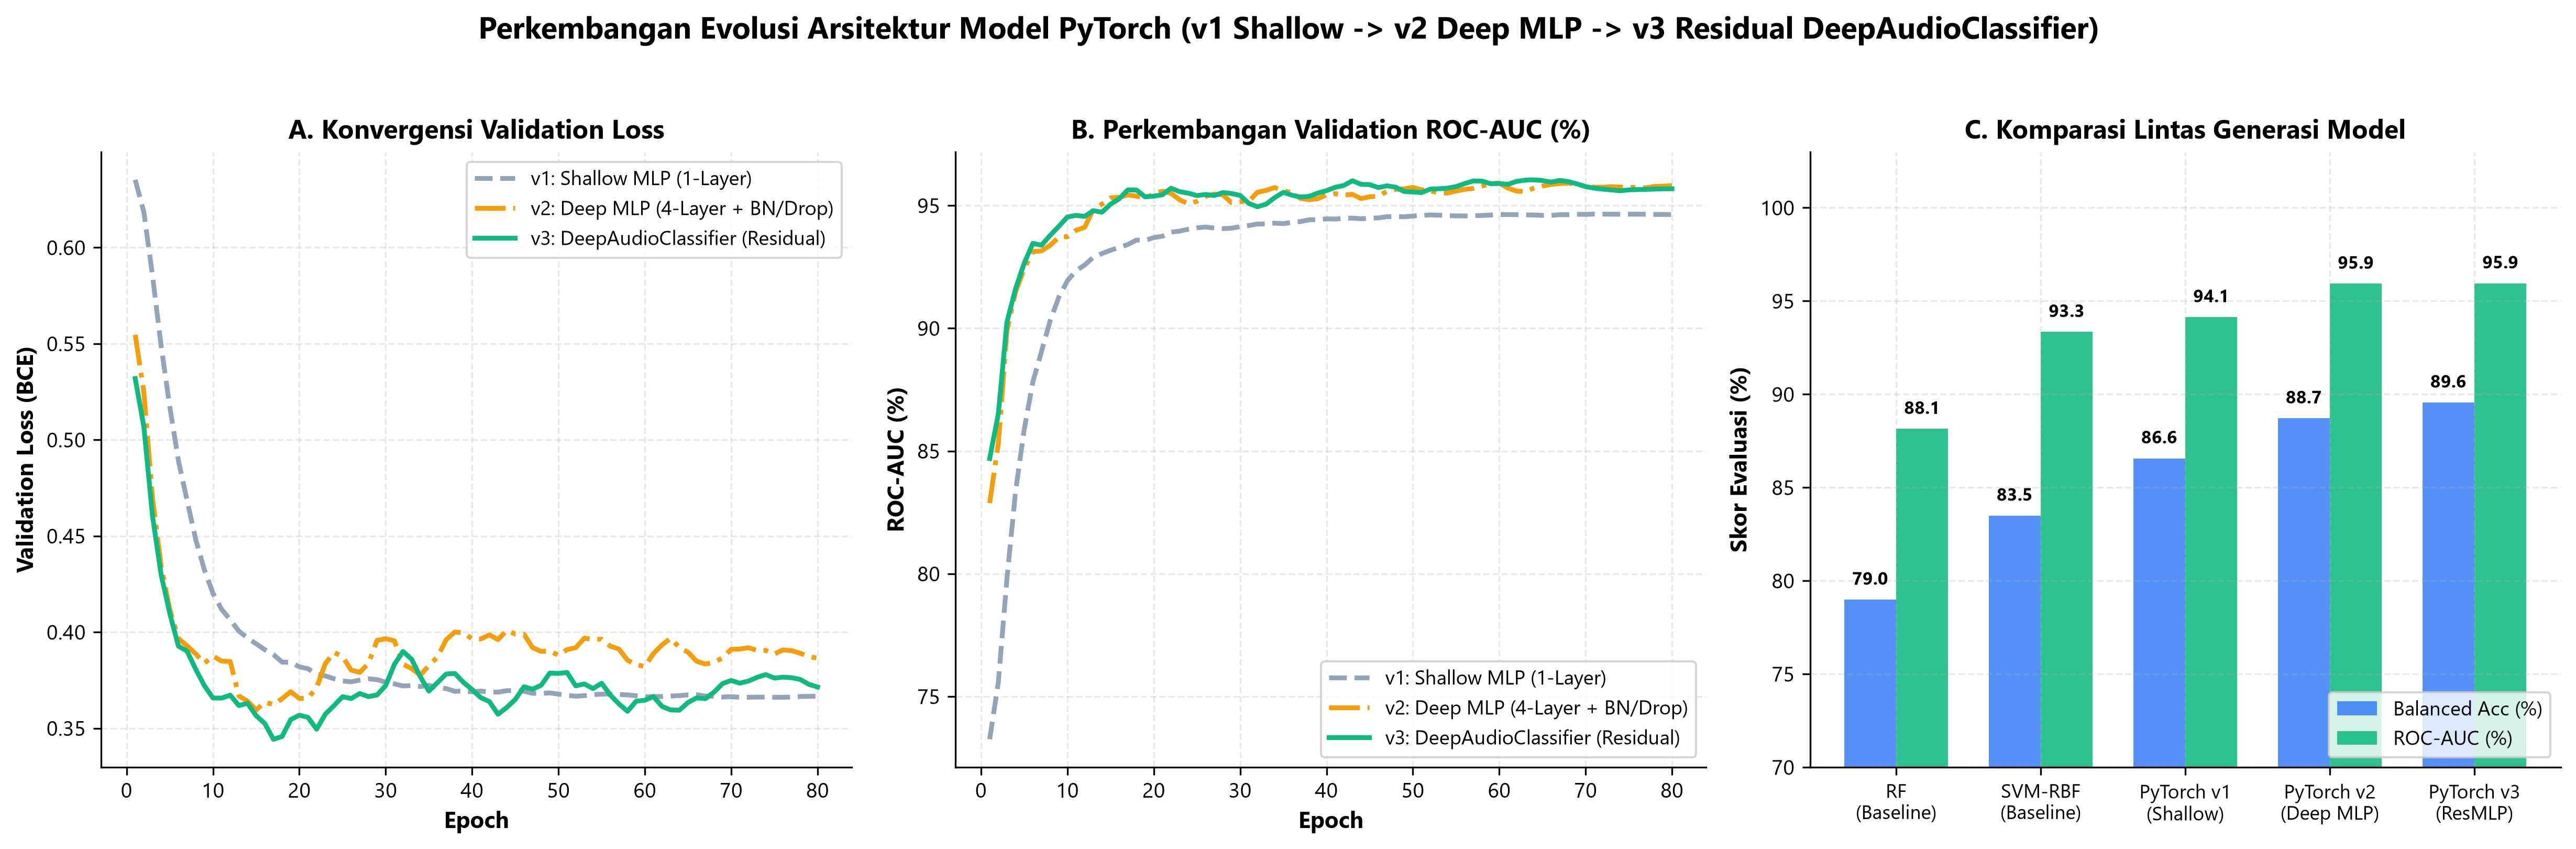 Perkembangan Evolusi Arsitektur Model PyTorch (v1 Shallow -> v2 Deep MLP -> v3 Residual DeepAudioClassifier)
A. Konvergensi Validation Loss
v1: Shallow MLP (1-Layer)
v2: Deep MLP (4-Layer + BN/Drop)
v3: DeepAudioClassifier (Residual)
Validation Loss (BCE)
0.60
0.55
0.50
0.45
0.40
0.35
0 10 20 30 40 50 60 70 80
Epoch
B. Perkembangan Validation ROC-AUC (%)
ROC-AUC (%)
95
90
85
80
75
v1: Shallow MLP (1-Layer)
v2: Deep MLP (4-Layer + BN/Drop)
v3: DeepAudioClassifier (Residual)
0 10 20 30 40 50 60 70 80
Epoch
C. Komparasi Lintas Generasi Model
Skor Evaluasi (%)
100
95
90
85
80
75
70
79.0 88.1
83.5 93.3
86.6 94.1
88.7 95.9
89.6 95.9
Balanced Acc (%)
ROC-AUC (%)
RF
(Baseline)
SVM-RBF
(Baseline)
PyTorch v1
(Shallow)
PyTorch v2
(Deep MLP)
PyTorch v3
(ResMLP)